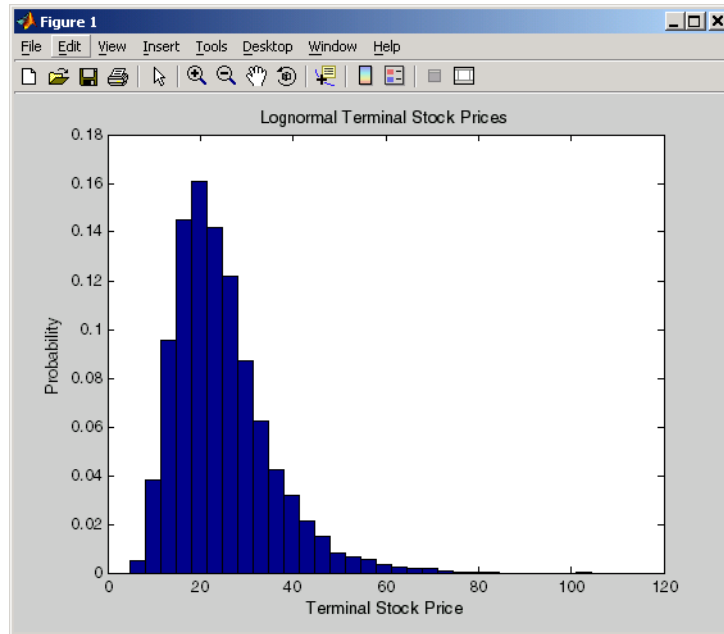 Figure 1
File Edit View Insert Tools Desktop Window Help
Lognormal Terminal Stock Prices
0.18
0.16
0.14
0.12
0.1
0.08
0.06
0.04
0.02
0
Probability
0 20 40 60 80 100 120
Terminal Stock Price